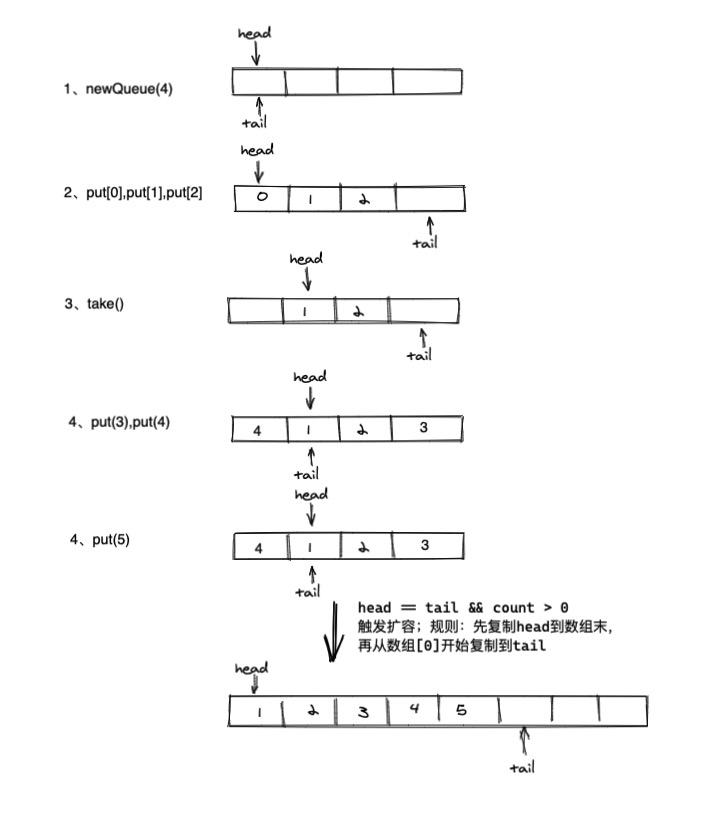 head
1、newQueue(4)
tail
head
2、put[0],put[1],put[2]
0 1 2
tail
head
3、take()
1 2
tail
head
4、put(3),put(4)
4 1 2 3
tail
head
4、put(5)
4 1 2 3
tail
head == tail && count > 0
触发扩容；规则：先复制head到数组末，
再从数组[0]开始复制到tail
head
1 2 3 4 5
tail